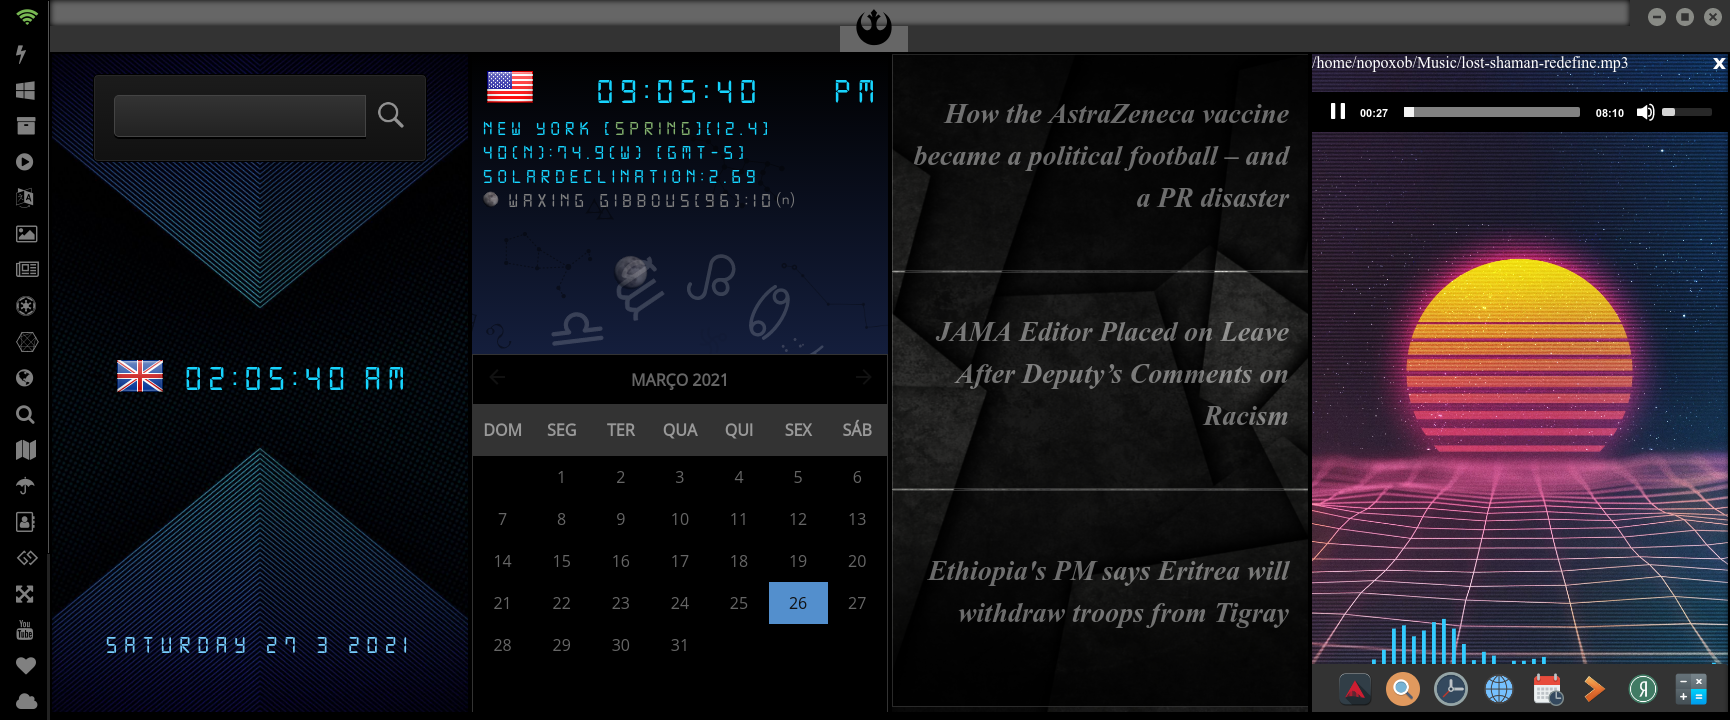 02:05:40 AM
SATURDAY 27 3 2021
09:05:40 PM
NEW YORK [SPRING][12.4]
40(N):74.9(W) [GMT-5]
SOLARDECLINATION:2.69
WAXING GIBBOUS[96]:10(n)
MARÇO 2021
DOM SEG TER QUA QUI SEX SÁB
1 2 3 4 5 6
7 8 9 10 11 12 13
14 15 16 17 18 19 20
21 22 23 24 25 26 27
28 29 30 31
How the AstraZeneca vaccine
became a political football – and
a PR disaster
JAMA Editor Placed on Leave
After Deputy’s Comments on
Racism
Ethiopia's PM says Eritrea will
withdraw troops from Tigray
/home/nopoxob/Music/lost-shaman-redefine.mp3
x
00:27 08:10
You
Tube
Я